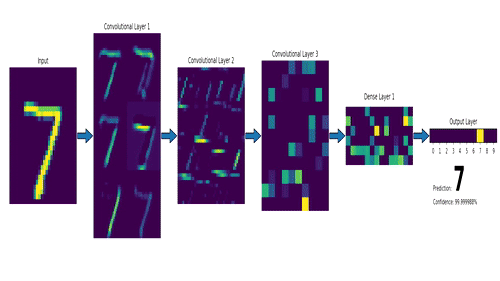 Input
Convolutional Layer 1
Convolutional Layer 2
Convolutional Layer 3
Dense Layer 1
Output Layer
0 1 2 3 4 5 6 7 8 9
Prediction: 7
Confidence: 99.999988%